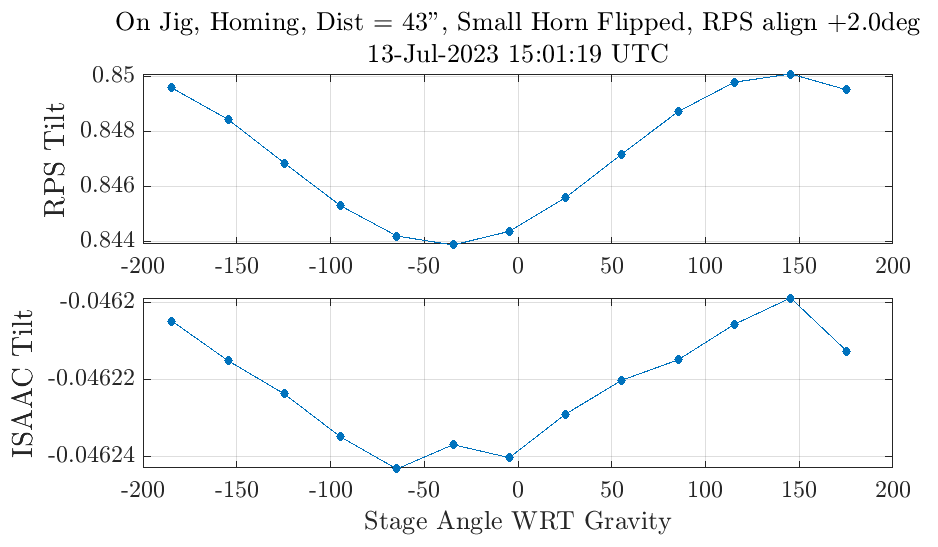 On Jig, Homing, Dist = 43”, Small Horn Flipped, RPS align +2.0deg
13-Jul-2023 15:01:19 UTC
0.85
0.848
0.846
0.844
RPS Tilt
-200 -150 -100 -50 0 50 100 150 200
-0.0462
-0.04622
-0.04624
ISAAC Tilt
-200 -150 -100 -50 0 50 100 150 200
Stage Angle WRT Gravity